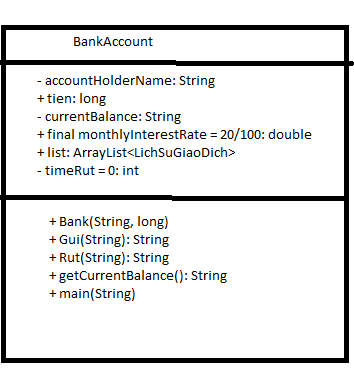 BankAccount
- accountHolderName: String
+ tien: long
- currentBalance: String
+ final monthlyInterestRate = 20/100: double
+ list: ArrayList<LichSuGiaoDich>
- timeRut = 0: int
+ Bank(String, long)
+ Gui(String): String
+ Rut(String): String
+ getCurrentBalance(): String
+ main(String)